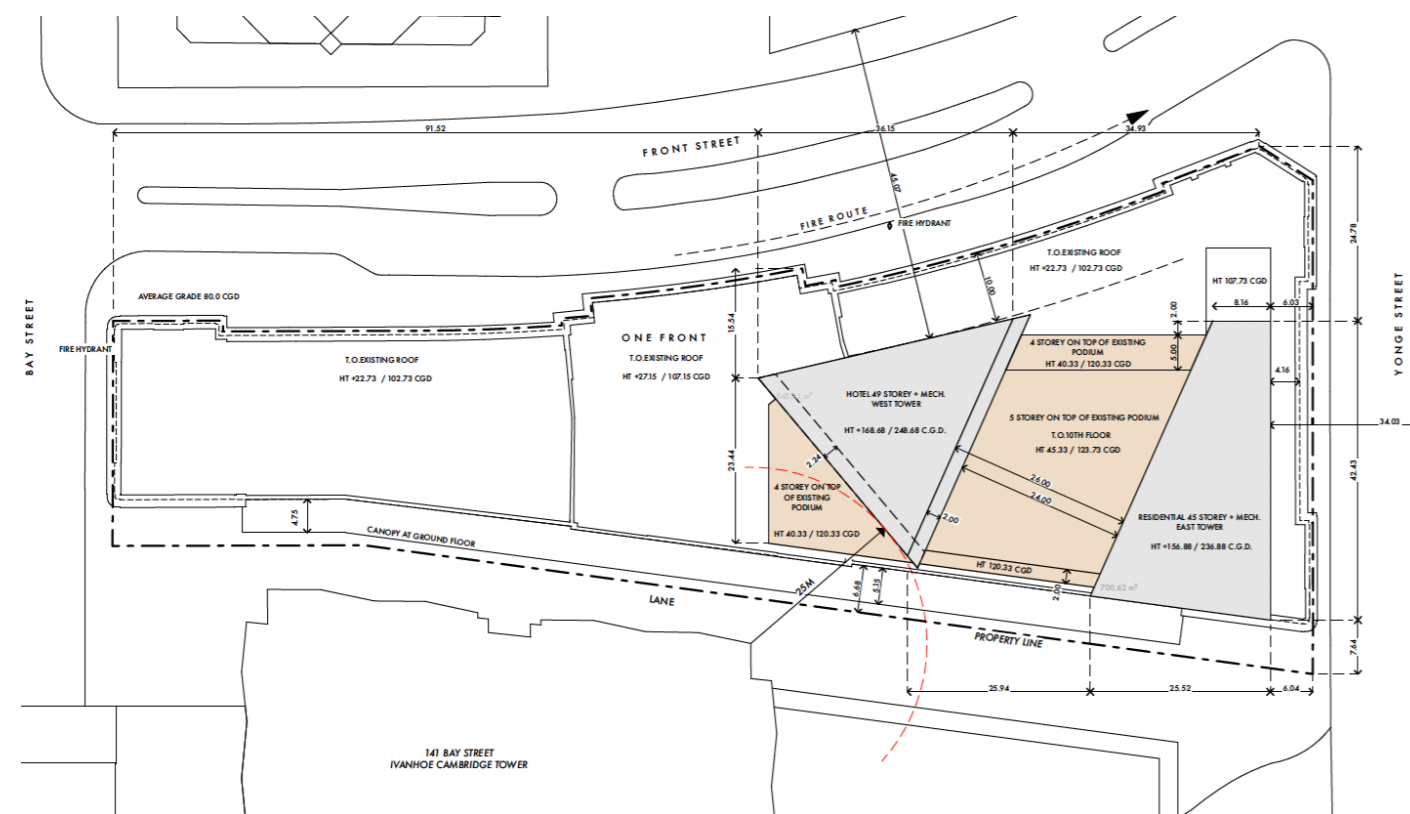 91.52
36.15
34.93
FRONT STREET
45.07
FIRE ROUTE
FIRE HYDRANT
24.78
T.O.EXISTING ROOF
HT +22.73 / 102.73 CGD
10.00
HT 107.73 CGD
8.16
6.03
2.00
AVERAGE GRADE 80.0 CGD
BAY STREET
YONGE STREET
FIRE HYDRANT
T.O.EXISTING ROOF
HT +22.73 / 102.73 CGD
15.54
ONE FRONT
T.O.EXISTING ROOF
HT +27.15 / 107.15 CGD
4 STOREY ON TOP OF EXISTING
PODIUM
HT 40.33 / 120.33 CGD
5.00
4.16
HOTEL 49 STOREY + MECH.
WEST TOWER
HT +168.68 / 248.68 C.G.D.
5 STOREY ON TOP OF EXISTING PODIUM
T.O.10TH FLOOR
HT 45.33 / 123.73 CGD
34.03
23.44
2.24
26.00
24.00
42.43
4 STOREY ON TOP
OF EXISTING
PODIUM
HT 40.33 / 120.33 CGD
2.00
RESIDENTIAL 45 STOREY + MECH.
EAST TOWER
HT +156.88 / 236.88 C.G.D.
4.75
CANOPY AT GROUND FLOOR
HT 120.33 CGD
2.00
700.62 m²
25M
6.68
5.15
LANE
PROPERTY LINE
7.64
25.94
25.52
6.04
141 BAY STREET
IVANHOE CAMBRIDGE TOWER